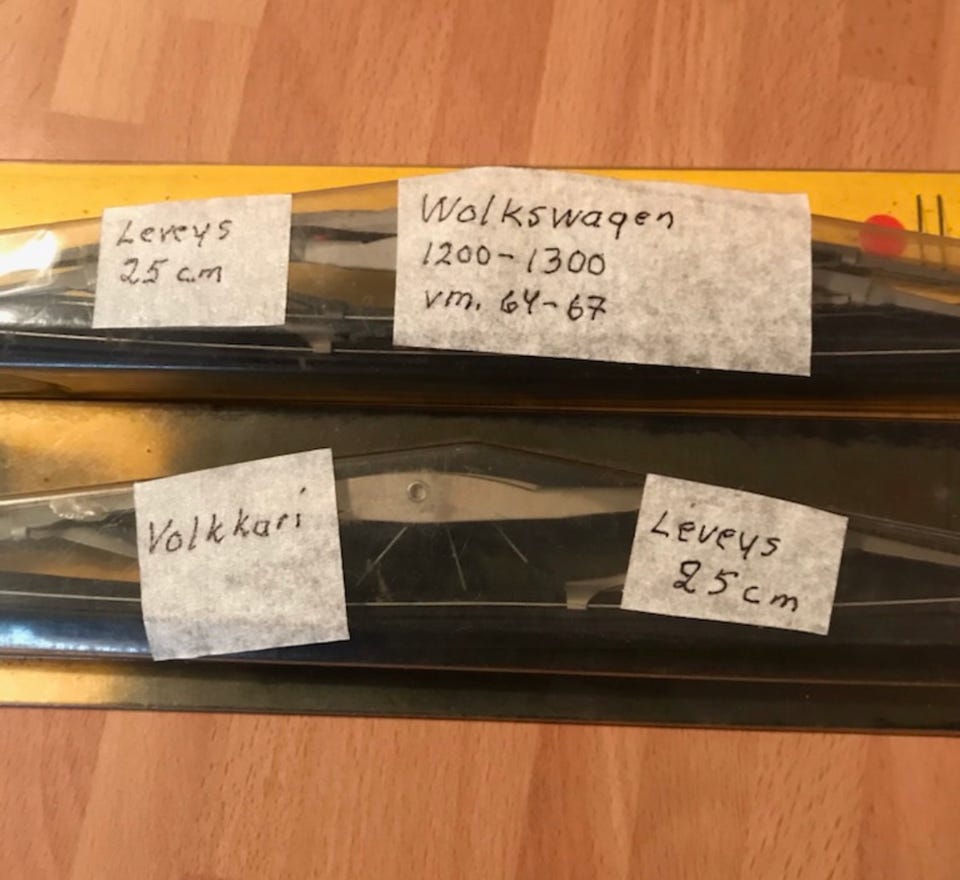 Leveys
25 cm
Wolkswagen
1200-1300
vm. 64-67
Volkkari
Leveys
25 cm